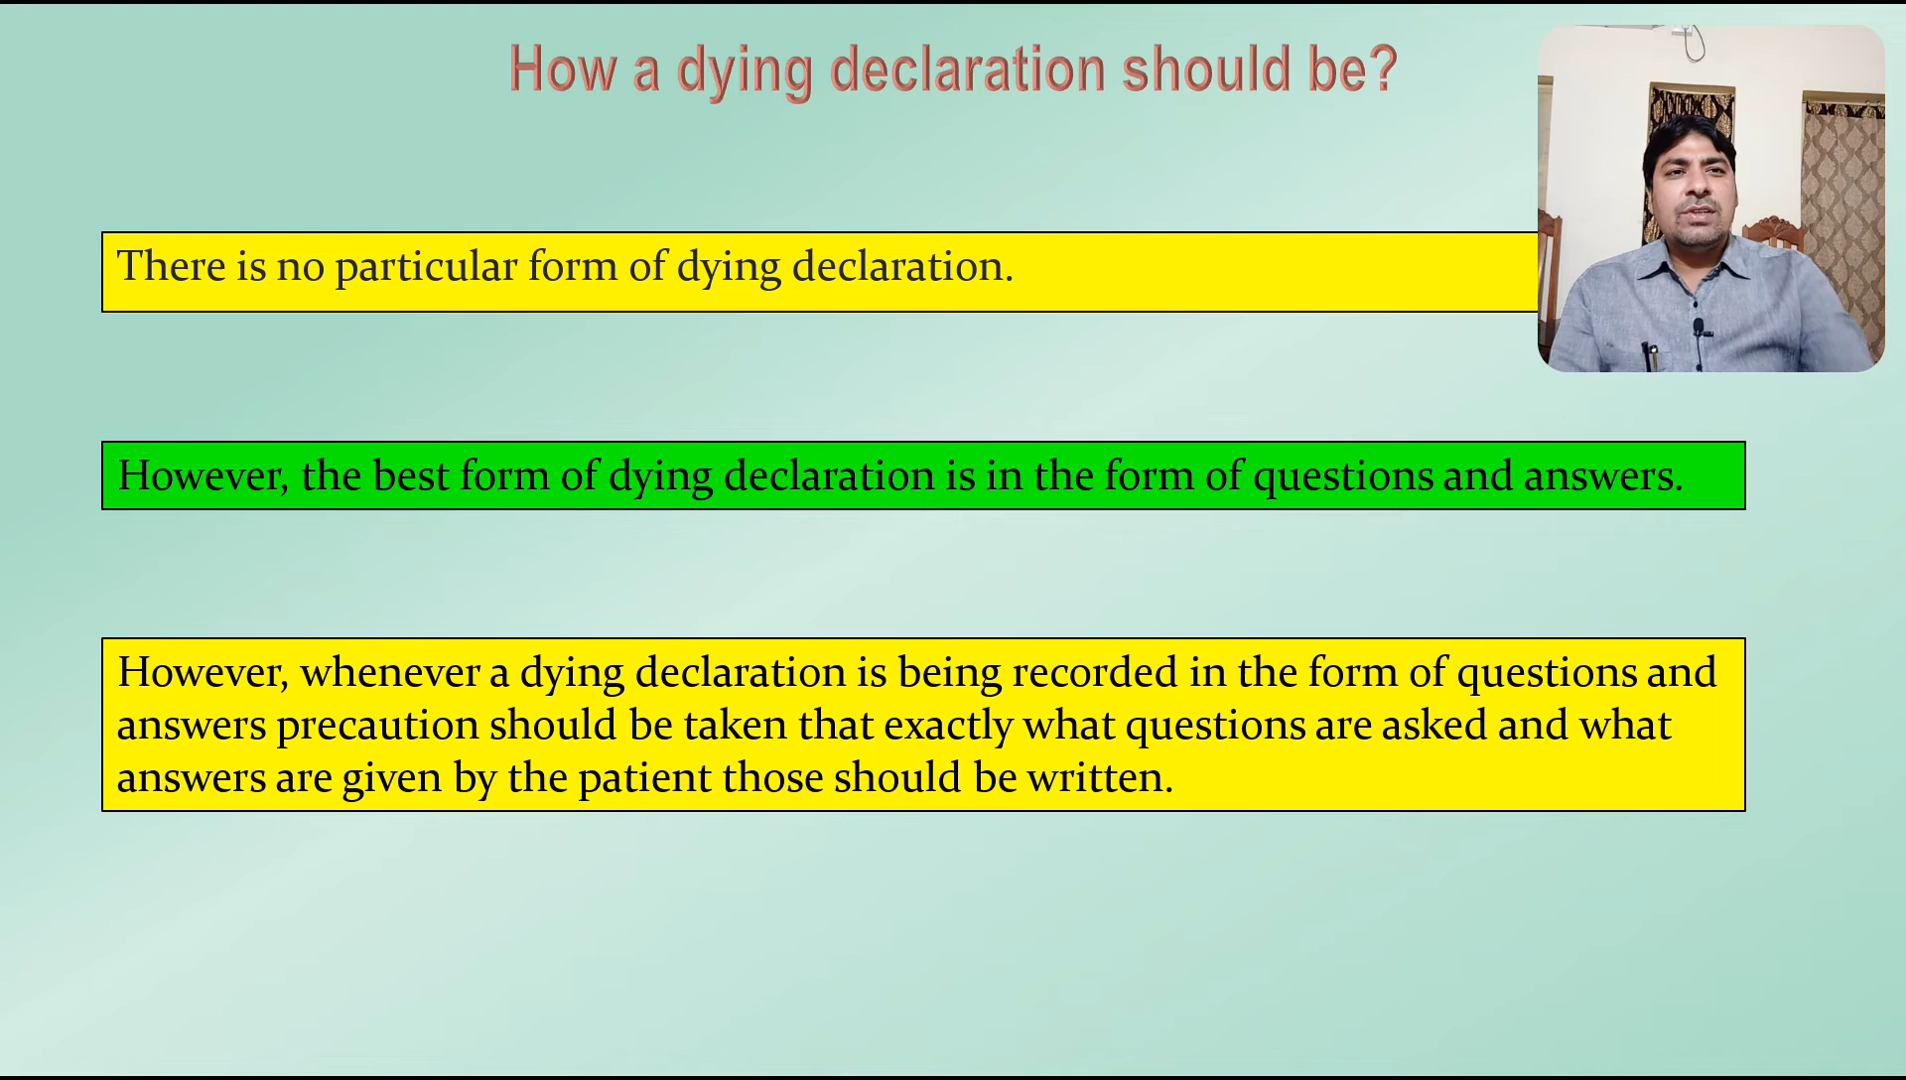 How a dying declaration should be?
There is no particular form of dying declaration.
However, the best form of dying declaration is in the form of questions and answers.
However, whenever a dying declaration is being recorded in the form of questions and
answers precaution should be taken that exactly what questions are asked and what
answers are given by the patient those should be written.